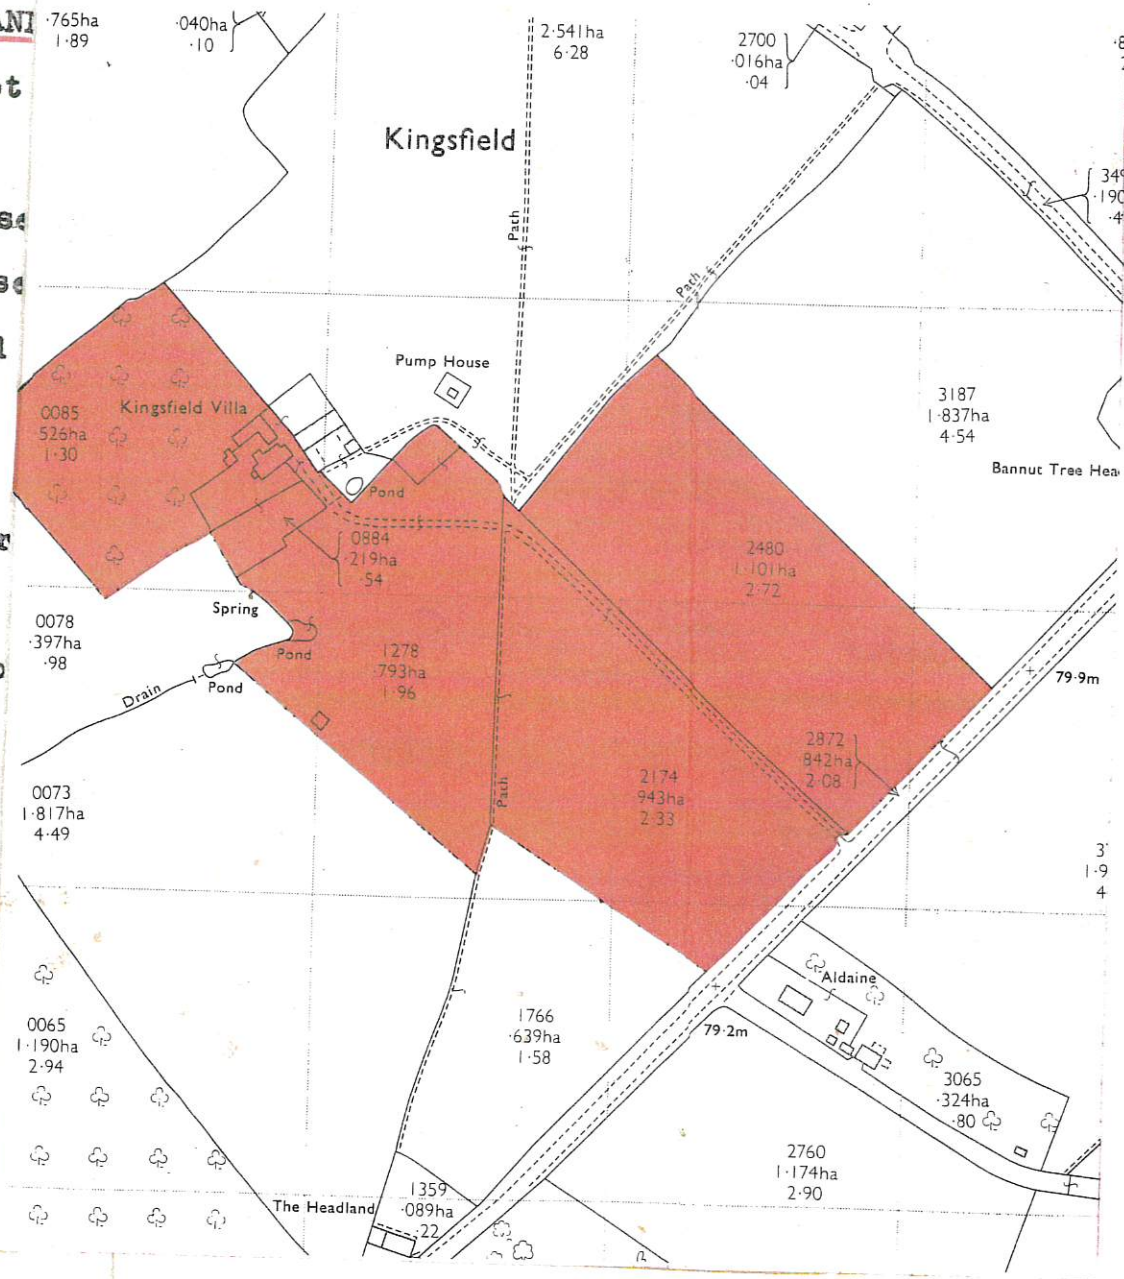 ·765ha
1·89
·040ha
·10
2·541ha
6·28
2700
·016ha
·04
Kingsfield
Path
Path
Pump House
Kingsfield Villa
0085
526ha
1·30
3187
1·837ha
4·54
Bannut Tree Hea
Pond
0884
·219ha
·54
2480
1·101ha
2·72
Spring
0078
·397ha
·98
Pond
1278
·793ha
1·96
Pond
Drain
79·9m
2872
842ha
2·08
2174
943ha
2·33
Path
0073
1·817ha
4·49
1·9
4
Aldaine
0065
1·190ha
2·94
1766
·639ha
1·58
79·2m
3065
·324ha
·80
2760
1·174ha
2·90
1359
·089ha
·22
The Headland